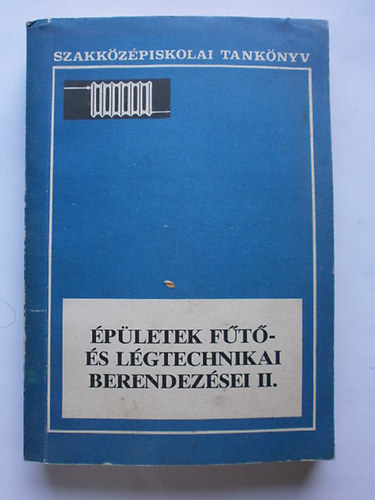 SZAKKÖZÉPISKOLAI TANKÖNYV
ÉPÜLETEK FŰTŐ-
ÉS LÉGTECHNIKAI
BERENDEZÉSEI II.